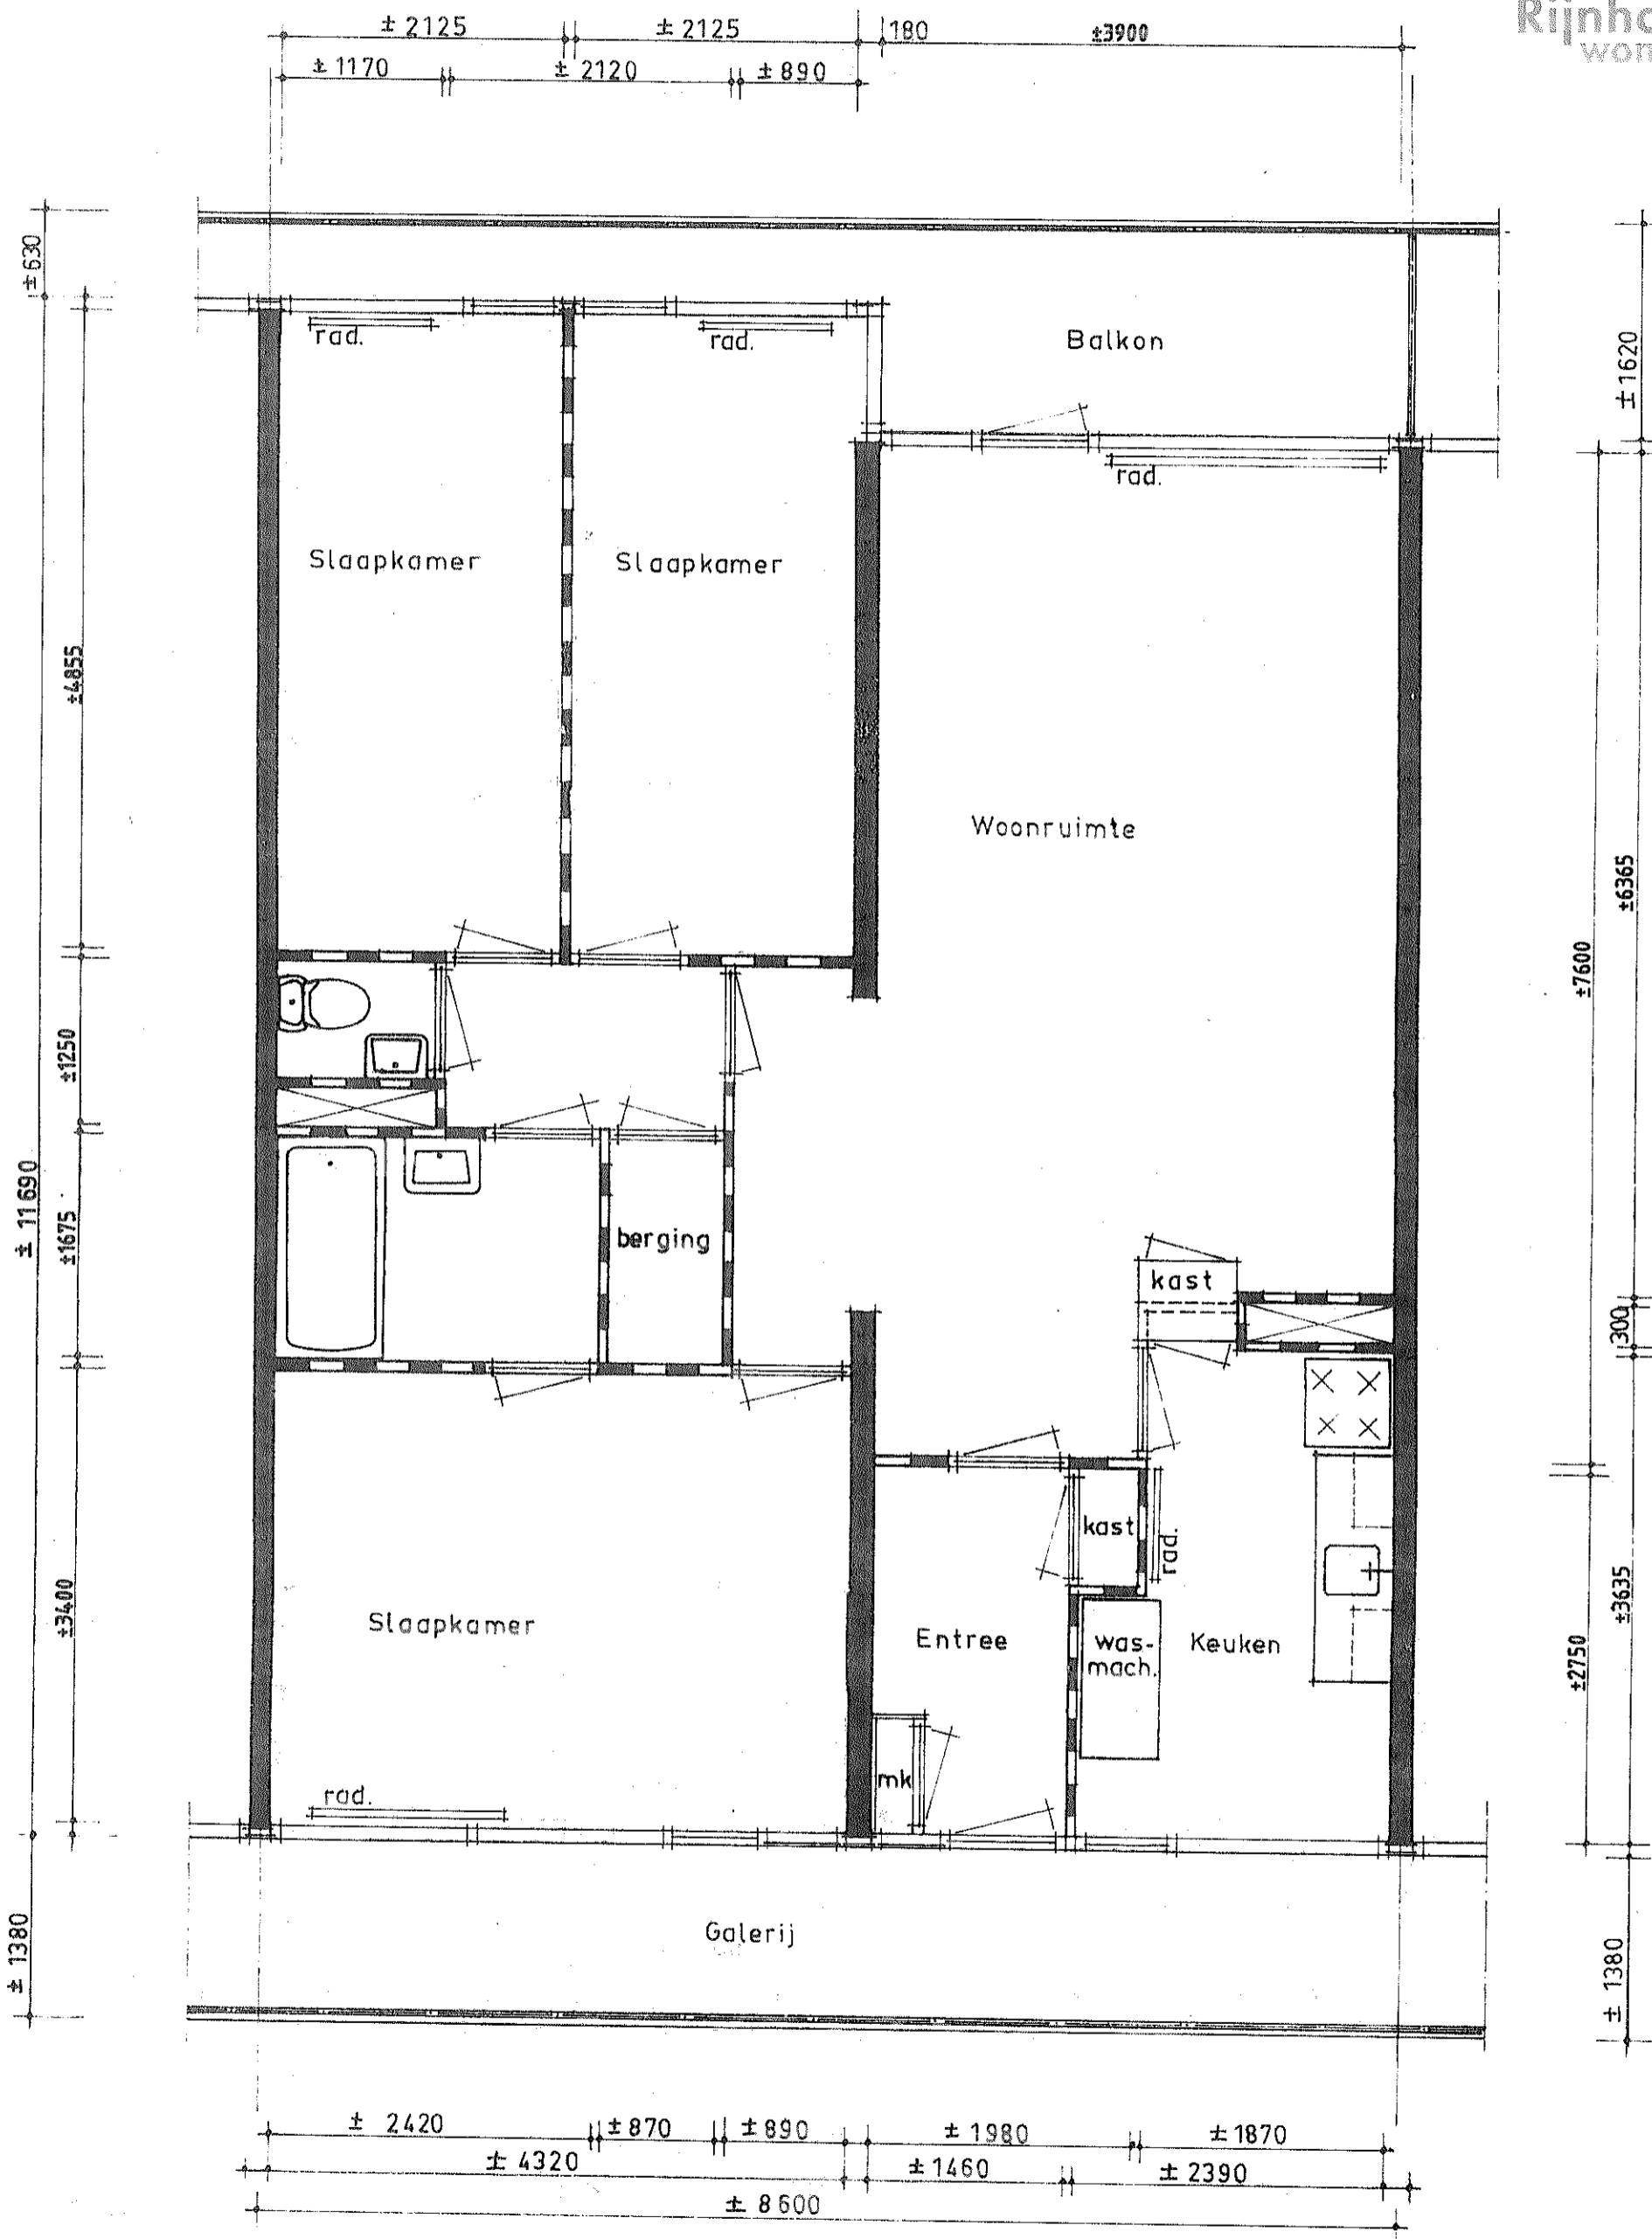 Rijnho
won
± 2125
± 2125
180
±3900
± 1170
± 2120
± 890
±630
rad.
rad.
Balkon
± 1620
rad.
Slaapkamer
Slaapkamer
±4855
Woonruimte
±6365
±7600
±1250
± 11690
±1675
berging
kast
300
kast
rad.
±3400
Slaapkamer
Entree
was-
mach.
Keuken
±3635
±2750
rad.
mk
Galerij
± 1380
± 1380
± 2420
± 870
± 890
± 1980
± 1870
± 4320
± 1460
± 2390
± 8600